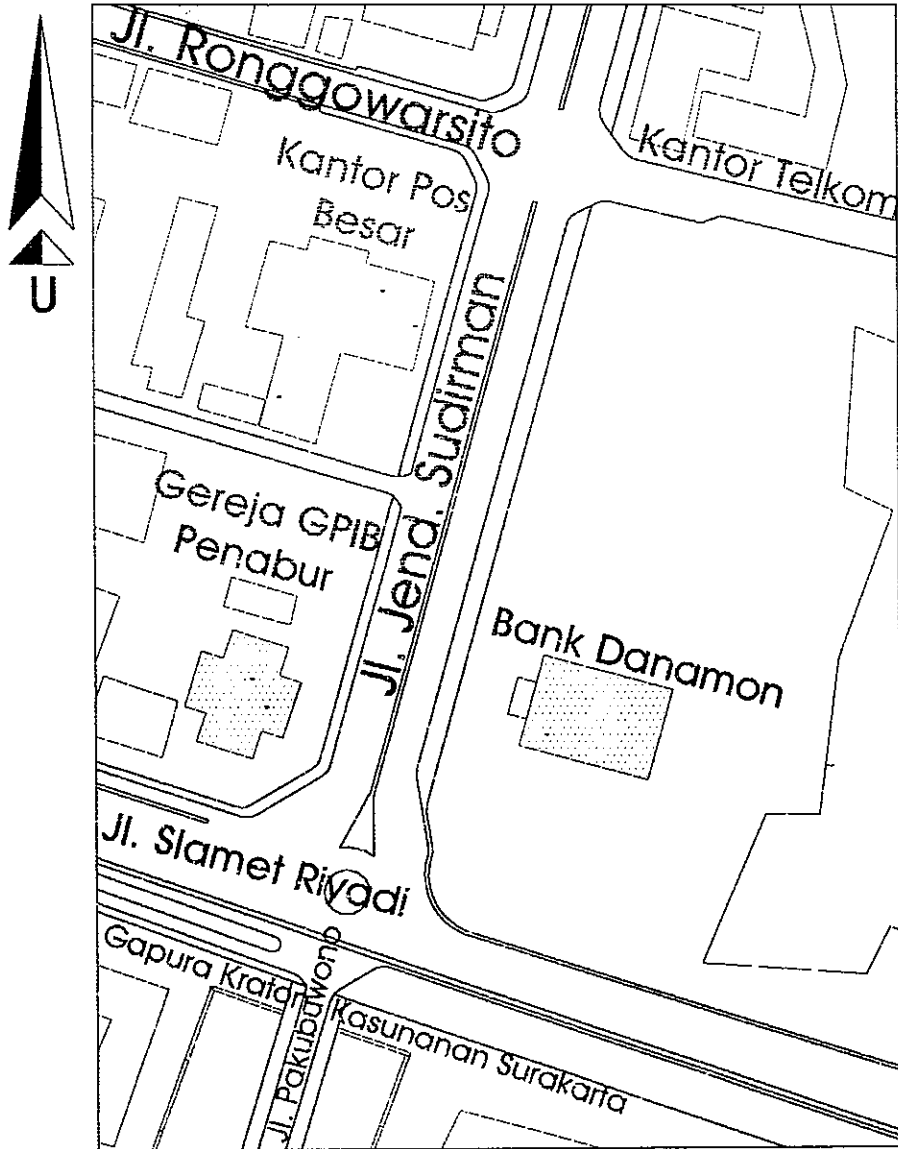 Jl. Ronggowarsito
Kantor Telkom
Kantor Pos
Besar
U
Jl. Jend. Sudirman
Gereja GPIB
Penabur
Bank Danamon
Jl. Slamet Riyadi
Gapura Kraton Kasunanan Surakarta
Jl. Pakubuwono